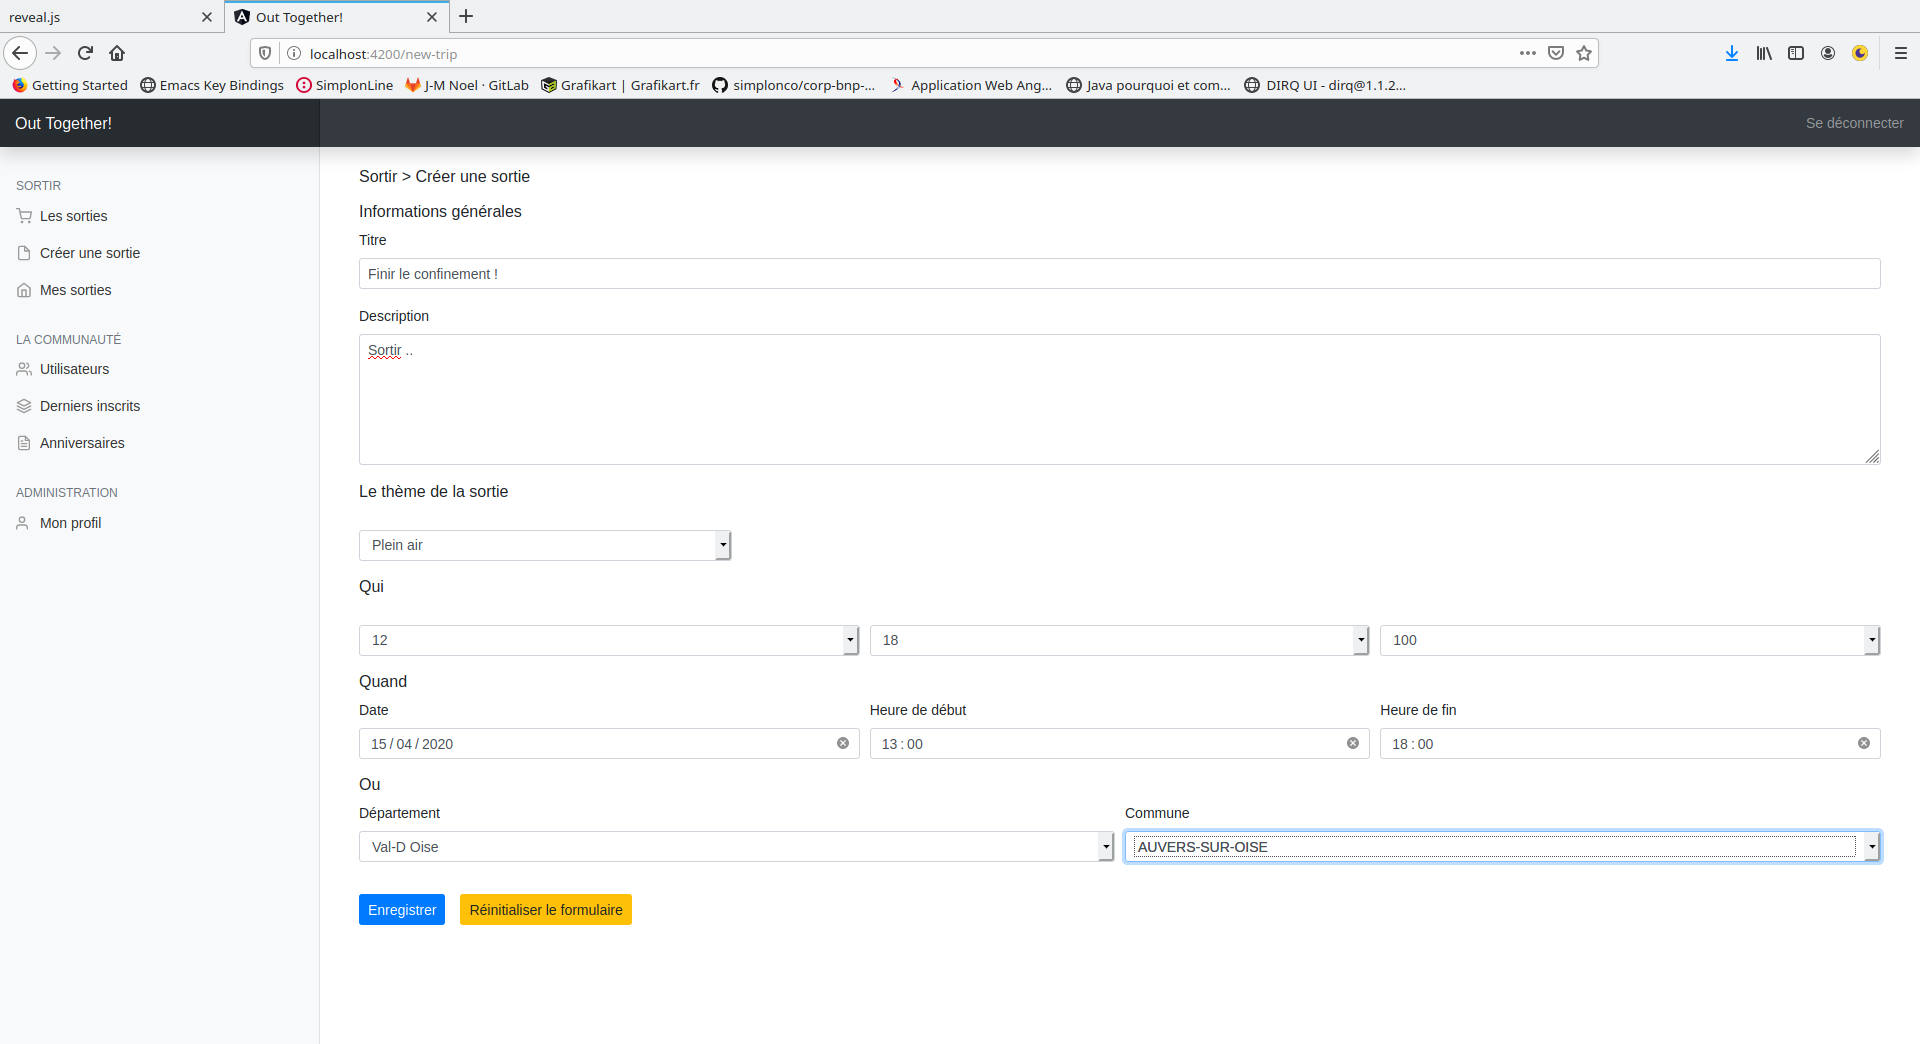 reveal.js
Out Together!
localhost:4200/new-trip
Getting Started
Emacs Key Bindings
SimplonLine
J-M Noel · GitLab
Grafikart | Grafikart.fr
simplonco/corp-bnp-...
Application Web Ang...
Java pourquoi et com...
DIRQ UI - dirq@1.1.2...
Out Together!
Se déconnecter
SORTIR
Les sorties
Créer une sortie
Mes sorties
LA COMMUNAUTÉ
Utilisateurs
Derniers inscrits
Anniversaires
ADMINISTRATION
Mon profil
Sortir > Créer une sortie
Informations générales
Titre
Finir le confinement !
Description
Sortir ..
Le thème de la sortie
Plein air
Qui
12
18
100
Quand
Date
Heure de début
Heure de fin
15 / 04 / 2020
13 : 00
18 : 00
Ou
Département
Commune
Val-D Oise
AUVERS-SUR-OISE
Enregistrer
Réinitialiser le formulaire